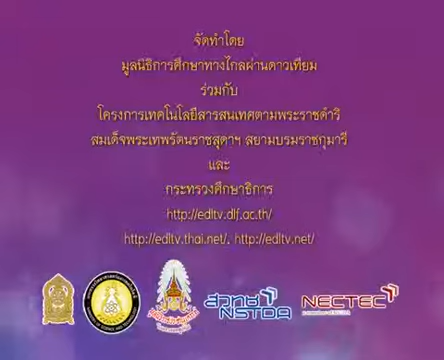 จัดทำโดย
มูลนิธิการศึกษาทางไกลผ่านดาวเทียม
ร่วมกับ
โครงการเทคโนโลยีสารสนเทศตามพระราชดำริ
สมเด็จพระเทพรัตนราชสุดาฯ สยามบรมราชกุมารี
และ
กระทรวงศึกษาธิการ
http://edltv.dlf.ac.th/
http://edltv.thai.net/, http://edltv.net/
สวทช
NSTDA
NECTEC